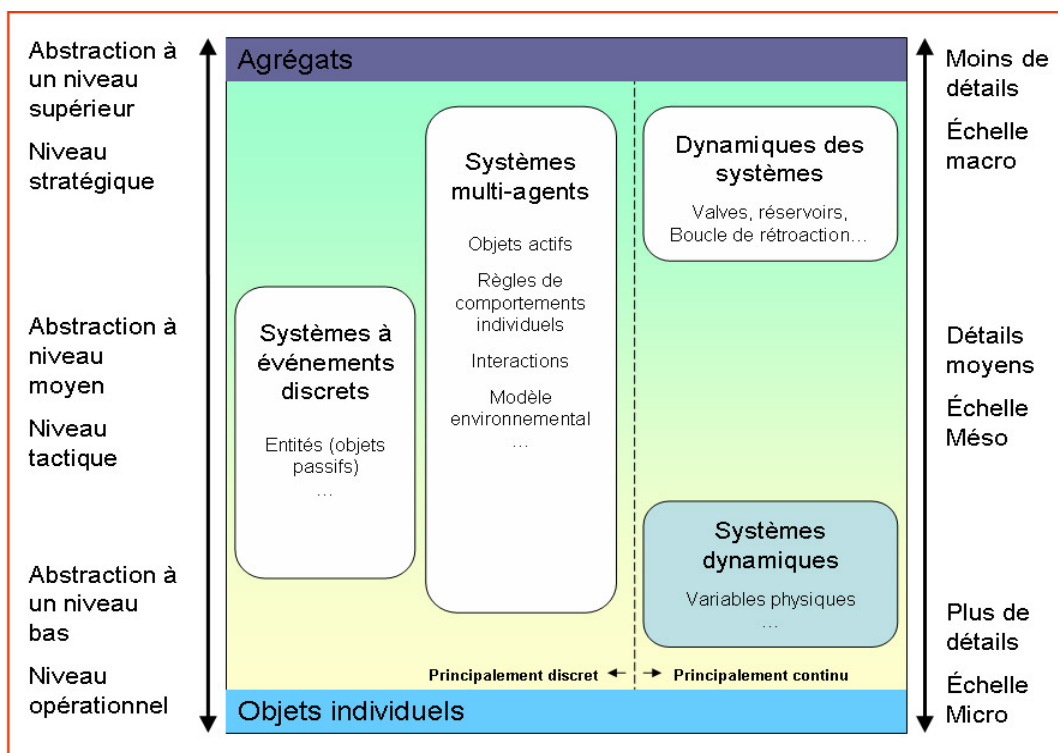 Abstraction à
un niveau
supérieur
Niveau
stratégique
Abstraction à
niveau
moyen
Niveau
tactique
Abstraction à
un niveau
bas
Niveau
opérationnel
Agrégats
Systèmes à
événements
discrets
Entités (objets
passifs)
…
Systèmes
multi-agents
Objets actifs
Règles de
comportements
individuels
Interactions
Modèle
environnemental
…
Dynamiques des
systèmes
Valves, réservoirs,
Boucle de rétroaction…
Systèmes
dynamiques
Variables physiques
…
Principalement discret
Principalement continu
Objets individuels
Moins de
détails
Échelle
macro
Détails
moyens
Échelle
Méso
Plus de
détails
Échelle
Micro